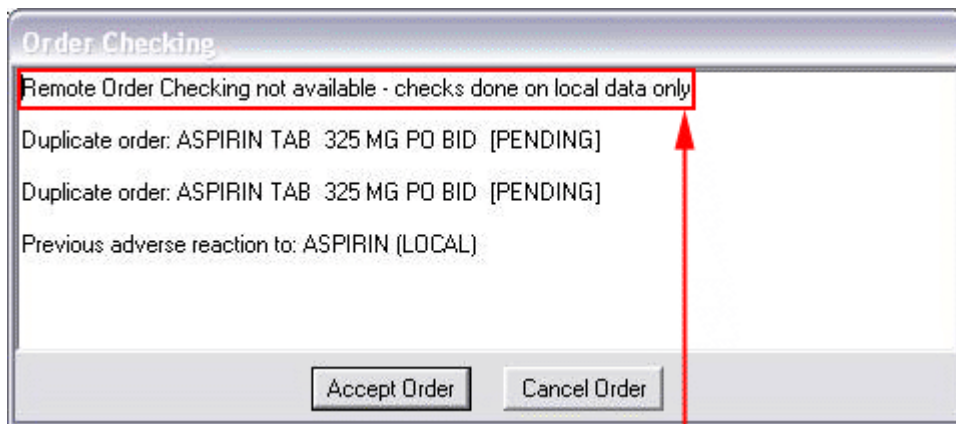 Order Checking
Remote Order Checking not available - checks done on local data only
Duplicate order: ASPIRIN TAB  325 MG PO BID  [PENDING]
Duplicate order: ASPIRIN TAB  325 MG PO BID  [PENDING]
Previous adverse reaction to: ASPIRIN (LOCAL)
Accept Order Cancel Order